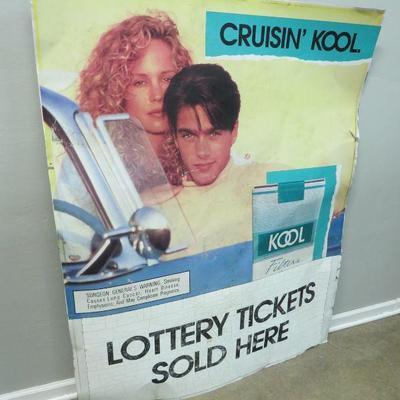 CRUISIN' KOOL.
KOOL
Filters
SURGEON GENERAL'S WARNING: Smoking
Causes Lung Cancer, Heart Disease,
Emphysema, And May Complicate Pregnancy.
LOTTERY TICKETS
SOLD HERE